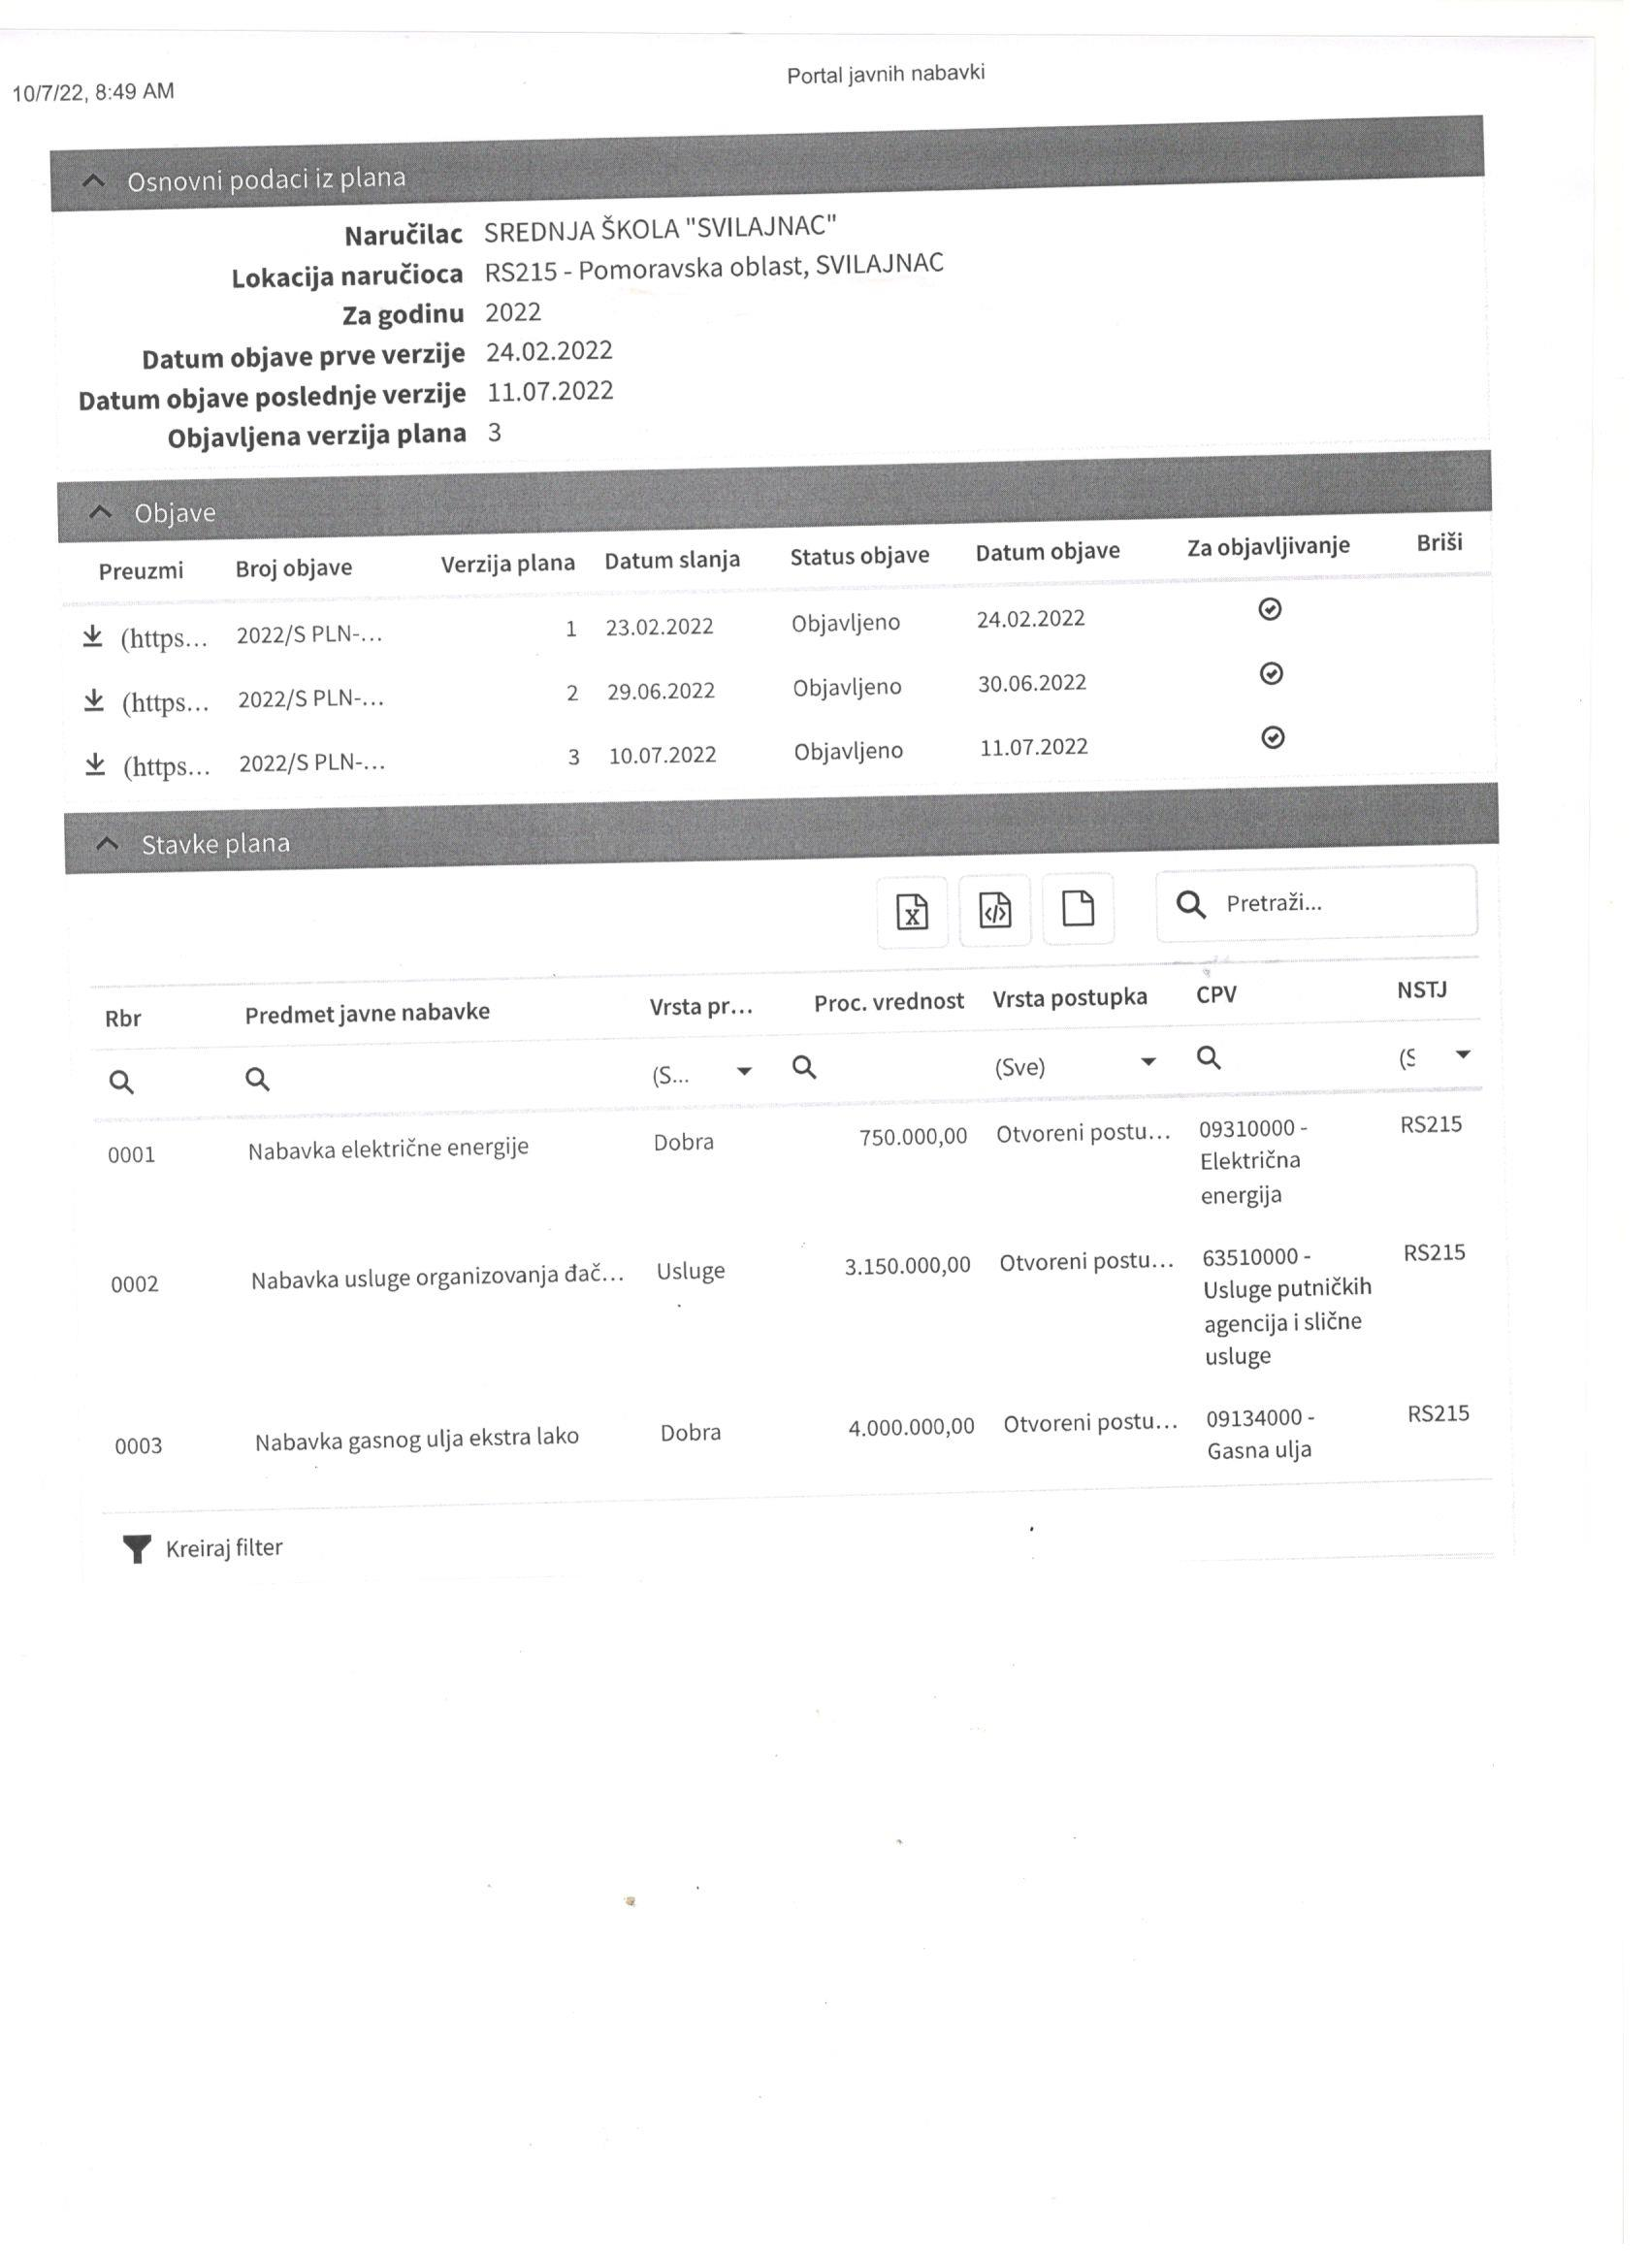 10/7/22, 8:49 AM
Portal javnih nabavki
Osnovni podaci iz plana
Naručilac SREDNJA ŠKOLA "SVILAJNAC"
Lokacija naručioca RS215 - Pomoravska oblast, SVILAJNAC
Za godinu 2022
Datum objave prve verzije 24.02.2022
Datum objave poslednje verzije 11.07.2022
Objavljena verzija plana 3
Objave
Preuzmi Broj objave Verzija plana Datum slanja Status objave Datum objave Za objavljivanje Briši
(https... 2022/S PLN-... 1 23.02.2022 Objavljeno 24.02.2022
(https... 2022/S PLN-... 2 29.06.2022 Objavljeno 30.06.2022
(https... 2022/S PLN-... 3 10.07.2022 Objavljeno 11.07.2022
Stavke plana
Pretraži...
Rbr Predmet javne nabavke Vrsta pr... Proc. vrednost Vrsta postupka CPV NSTJ
(S... (Sve) (S
0001 Nabavka električne energije Dobra 750.000,00 Otvoreni postu... 09310000 - RS215
Električna
energija
0002 Nabavka usluge organizovanja đač... Usluge 3.150.000,00 Otvoreni postu... 63510000 - RS215
Usluge putničkih
agencija i slične
usluge
0003 Nabavka gasnog ulja ekstra lako Dobra 4.000.000,00 Otvoreni postu... 09134000 - RS215
Gasna ulja
Kreiraj filter